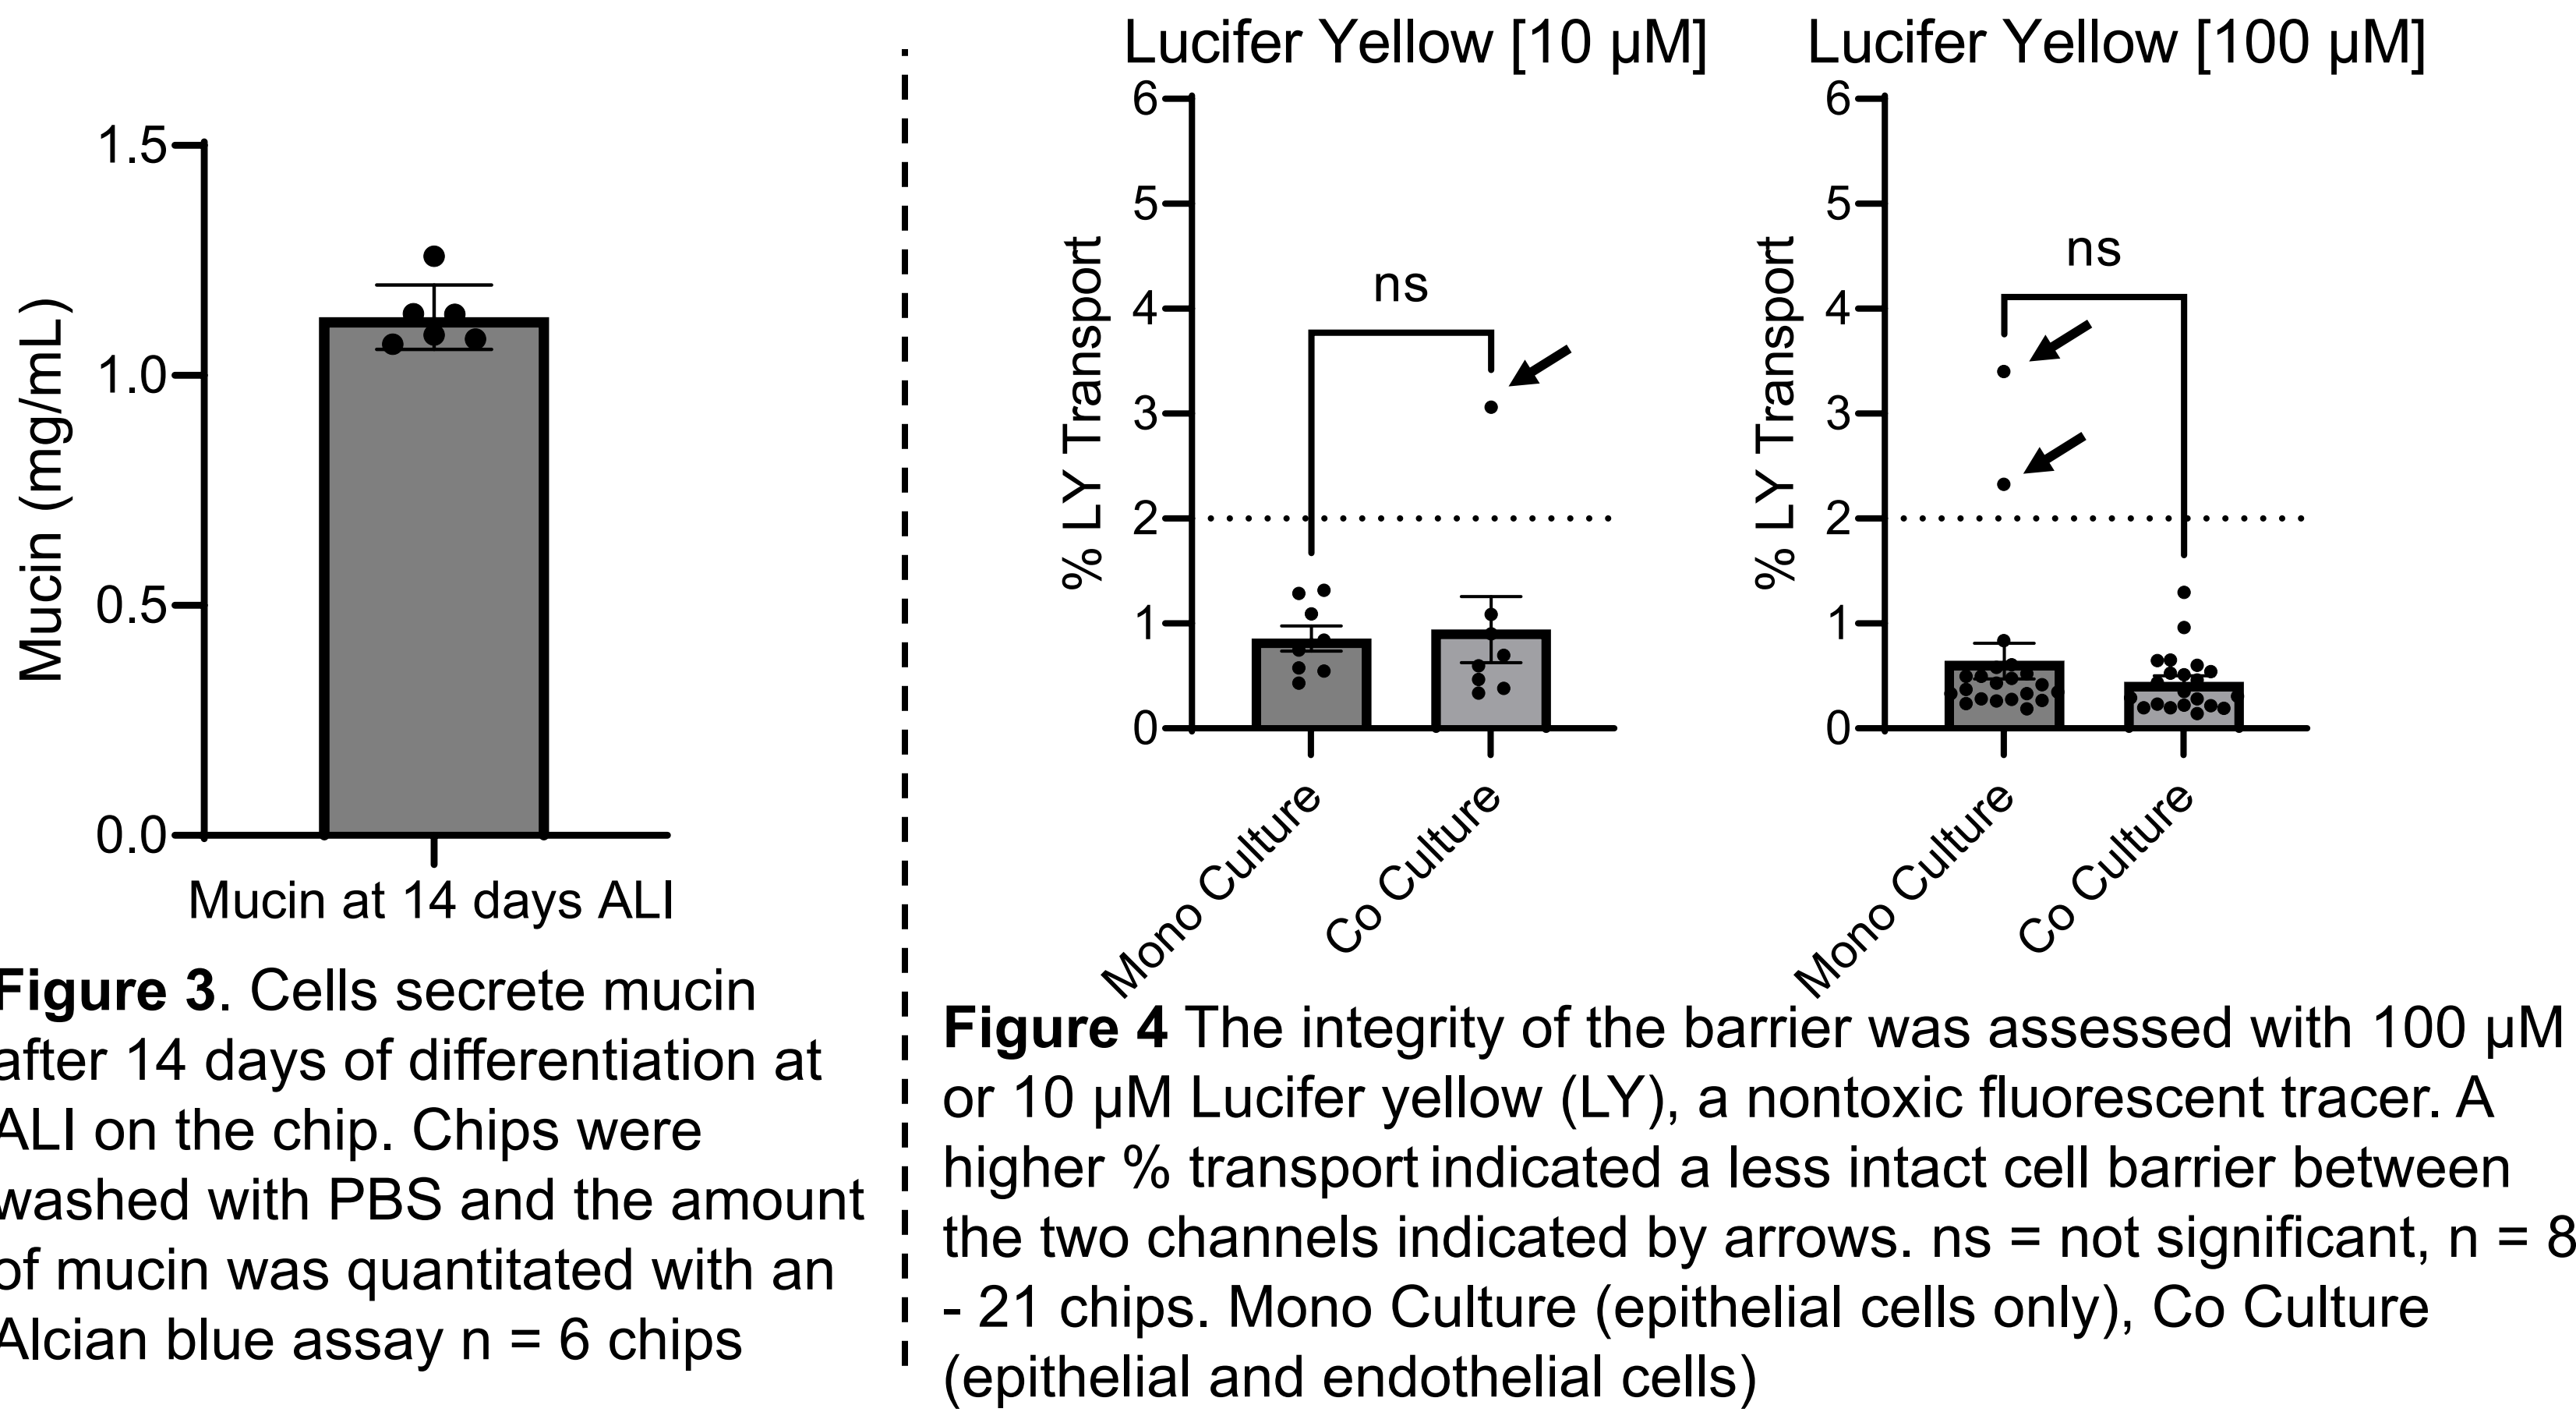 Mucin (mg/mL)
1.5
1.0
0.5
0.0
Mucin at 14 days ALI
Figure 3. Cells secrete mucin
after 14 days of differentiation at
ALI on the chip. Chips were
washed with PBS and the amount
of mucin was quantitated with an
Alcian blue assay n = 6 chips
Lucifer Yellow [10 µM]
% LY Transport
6
5
4
3
2
1
0
ns
Mono Culture
Co Culture
Lucifer Yellow [100 µM]
% LY Transport
6
5
4
3
2
1
0
ns
Mono Culture
Co Culture
Figure 4 The integrity of the barrier was assessed with 100 µM
or 10 µM Lucifer yellow (LY), a nontoxic fluorescent tracer. A
higher % transport indicated a less intact cell barrier between
the two channels indicated by arrows. ns = not significant, n = 8
- 21 chips. Mono Culture (epithelial cells only), Co Culture
(epithelial and endothelial cells)